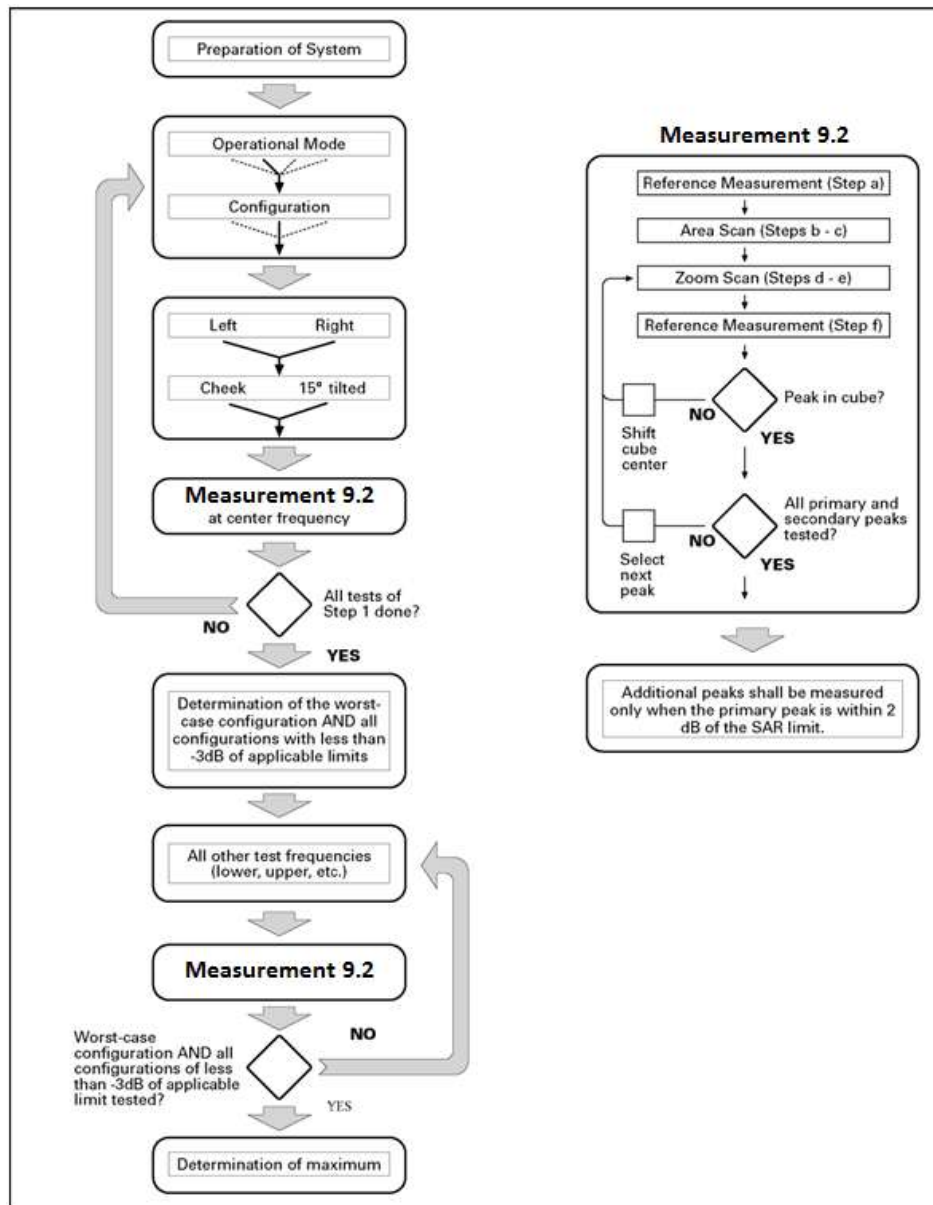 Preparation of System
Operational Mode
Configuration
Left Right
Cheek 15° tilted
Measurement 9.2
at center frequency
All tests of
Step 1 done?
NO
YES
Determination of the worst-
case configuration AND all
configurations with less than
-3dB of applicable limits
All other test frequencies
(lower, upper, etc.)
Measurement 9.2
Worst-case
configuration AND all
configurations of less
than -3dB of applicable
limit tested?
NO
YES
Determination of maximum
Measurement 9.2
Reference Measurement (Step a)
Area Scan (Steps b - c)
Zoom Scan (Steps d - e)
Reference Measurement (Step f)
Peak in cube?
NO
YES
Shift
cube
center
All primary and
secondary peaks
tested?
NO
YES
Select
next
peak
Additional peaks shall be measured
only when the primary peak is within 2
dB of the SAR limit.